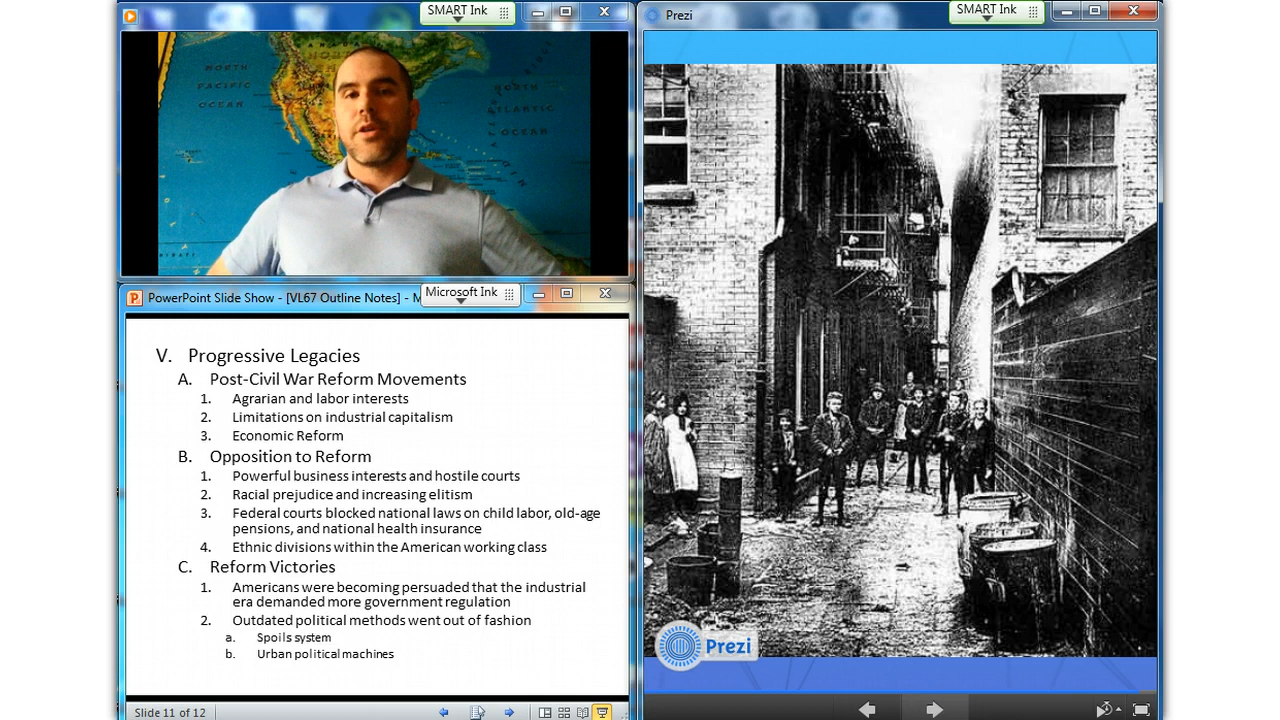 SMART Ink
NORTH
PACIFIC
OCEAN
NORTH
ATLANTIC
OCEAN
PowerPoint Slide Show - [VL67 Outline Notes] - M
Microsoft Ink
V. Progressive Legacies
A. Post-Civil War Reform Movements
1. Agrarian and labor interests
2. Limitations on industrial capitalism
3. Economic Reform
B. Opposition to Reform
1. Powerful business interests and hostile courts
2. Racial prejudice and increasing elitism
3. Federal courts blocked national laws on child labor, old-age
pensions, and national health insurance
4. Ethnic divisions within the American working class
C. Reform Victories
1. Americans were becoming persuaded that the industrial
era demanded more government regulation
2. Outdated political methods went out of fashion
a. Spoils system
b. Urban political machines
Slide 11 of 12
Prezi
SMART Ink
Prezi